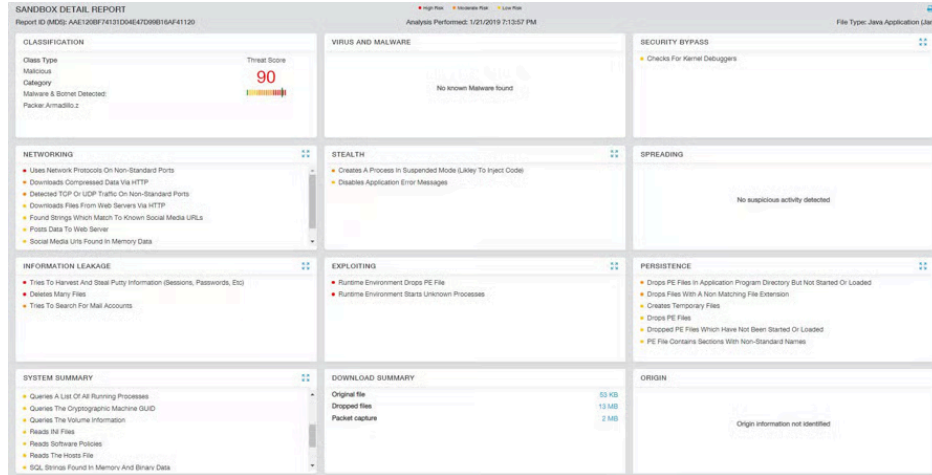 SANDBOX DETAIL REPORT
High Risk Moderate Risk Low Risk
Report ID (MD5): AAE120BF74131D04E47D99B16AF41120
Analysis Performed: 1/21/2019 7:13:57 PM
File Type: Java Application (Jar
CLASSIFICATION
Class Type
Threat Score
Malicious
90
Category
Malware & Botnet Detected:
Packer.Armadillo.z
VIRUS AND MALWARE
No known Malware found
SECURITY BYPASS
Checks For Kernel Debuggers
NETWORKING
Uses Network Protocols On Non-Standard Ports
Downloads Compressed Data Via HTTP
Detected TCP Or UDP Traffic On Non-Standard Ports
Downloads Files From Web Servers Via HTTP
Found Strings Which Match To Known Social Media URLs
Posts Data To Web Server
Social Media Urls Found In Memory Data
STEALTH
Creates A Process In Suspended Mode (Likley To Inject Code)
Disables Application Error Messages
SPREADING
No suspicious activity detected
INFORMATION LEAKAGE
Tries To Harvest And Steal Putty Information (Sessions, Passwords, Etc)
Deletes Many Files
Tries To Search For Mail Accounts
EXPLOITING
Runtime Environment Drops PE File
Runtime Environment Starts Unknown Processes
PERSISTENCE
Drops PE Files In Application Program Directory But Not Started Or Loaded
Drops Files With A Non Matching File Extension
Creates Temporary Files
Drops PE Files
Dropped PE Files Which Have Not Been Started Or Loaded
PE File Contains Sections With Non-Standard Names
SYSTEM SUMMARY
Queries A List Of All Running Processes
Queries The Cryptographic Machine GUID
Queries The Volume Information
Reads INI Files
Reads Software Policies
Reads The Hosts File
SQL Strings Found In Memory And Binary Data
DOWNLOAD SUMMARY
Original file 53 KB
Dropped files 13 MB
Packet capture 2 MB
ORIGIN
Origin information not identified